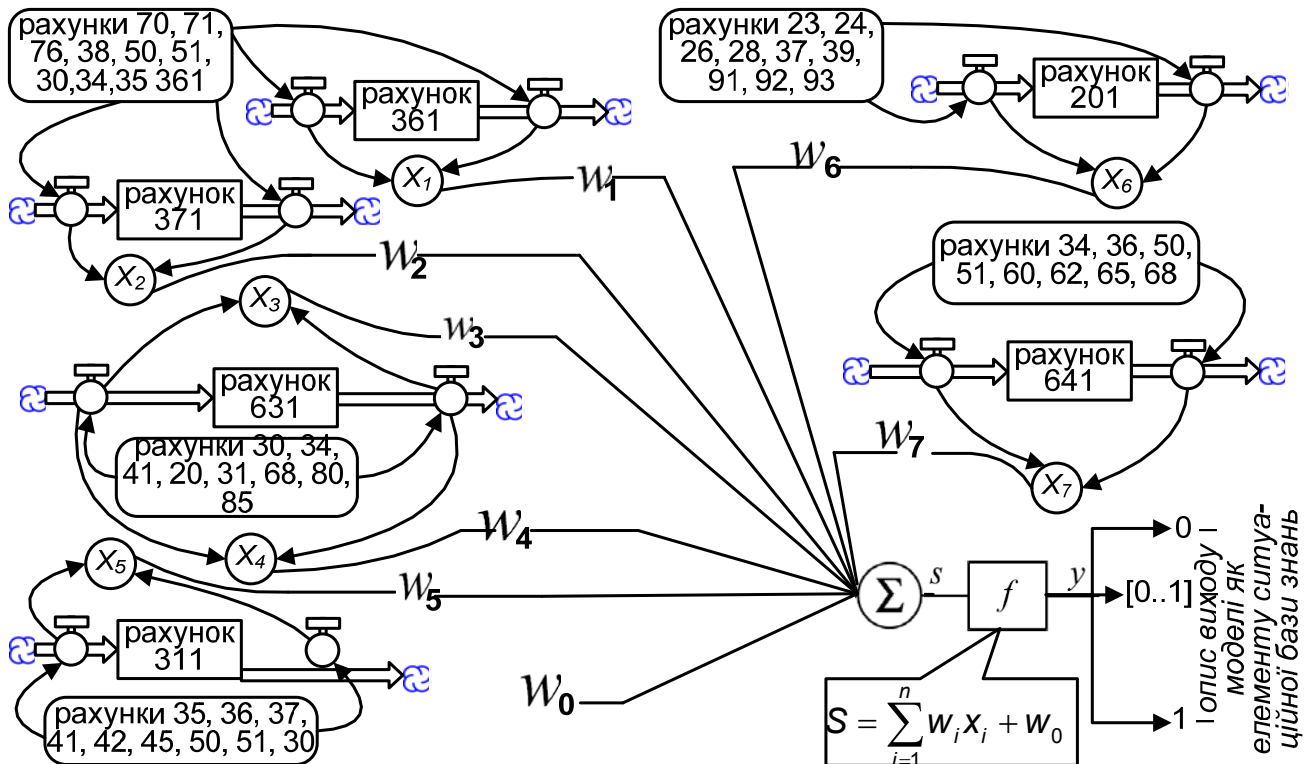 рахунки 70, 71,
76, 38, 50, 51,
30,34,35 361
рахунок
361
X1
w1
рахунок
371
X2
w2
X3
w3
рахунок
631
рахунки 30, 34,
41, 20, 31, 68, 80,
85
X4
w4
X5
w5
рахунок
311
рахунки 35, 36, 37,
41, 42, 45, 50, 51, 30
w0
рахунки 23, 24,
26, 28, 37, 39,
91, 92, 93
рахунок
201
X6
w6
рахунки 34, 36, 50,
51, 60, 62, 65, 68
рахунок
641
X7
w7
Σ
s
f
y
0
[0..1]
1
S = ∑ i=1 n w i x i + w 0
опис виходу
моделі як
елементу ситуа-
ційної бази знань